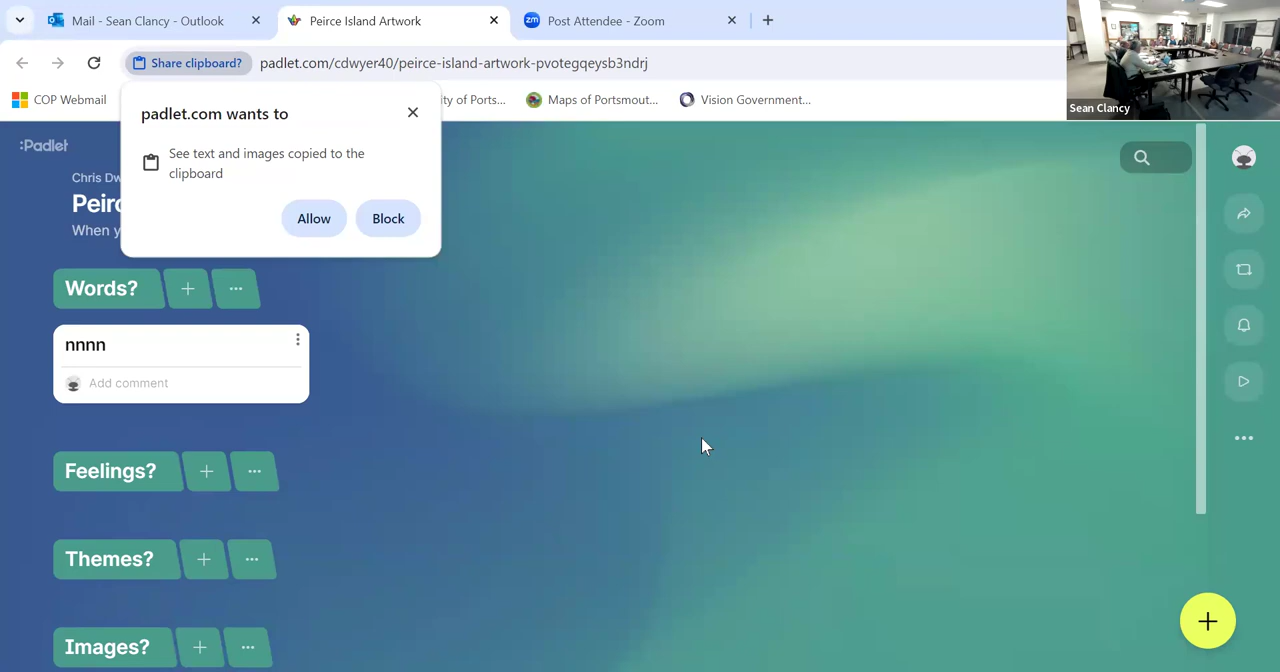 Mail - Sean Clancy - Outlook
Peirce Island Artwork
zm Post Attendee - Zoom
Share clipboard?
padlet.com/cdwyer40/peirce-island-artwork-pvotegqeysb3ndrj
COP Webmail
ity of Ports...
Maps of Portsmout...
Vision Government...
Sean Clancy
padlet.com wants to
See text and images copied to the
clipboard
Allow
Block
:Padlet
Chris Dw
Peirc
When y
Words?
nnnn
Add comment
Feelings?
Themes?
Images?